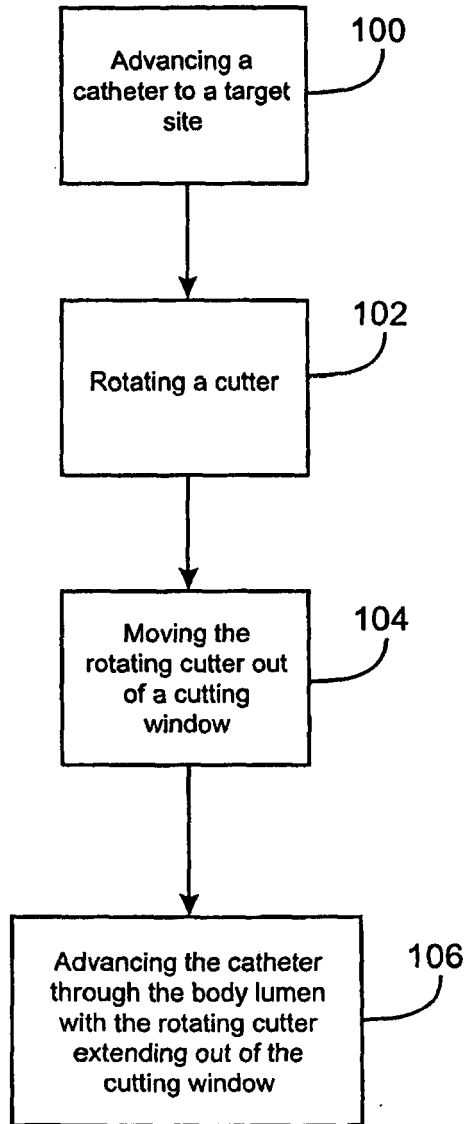 100
Advancing a
catheter to a target
site
102
Rotating a cutter
104
Moving the
rotating cutter out
of a cutting
window
106
Advancing the catheter
through the body lumen
with the rotating cutter
extending out of the
cutting window